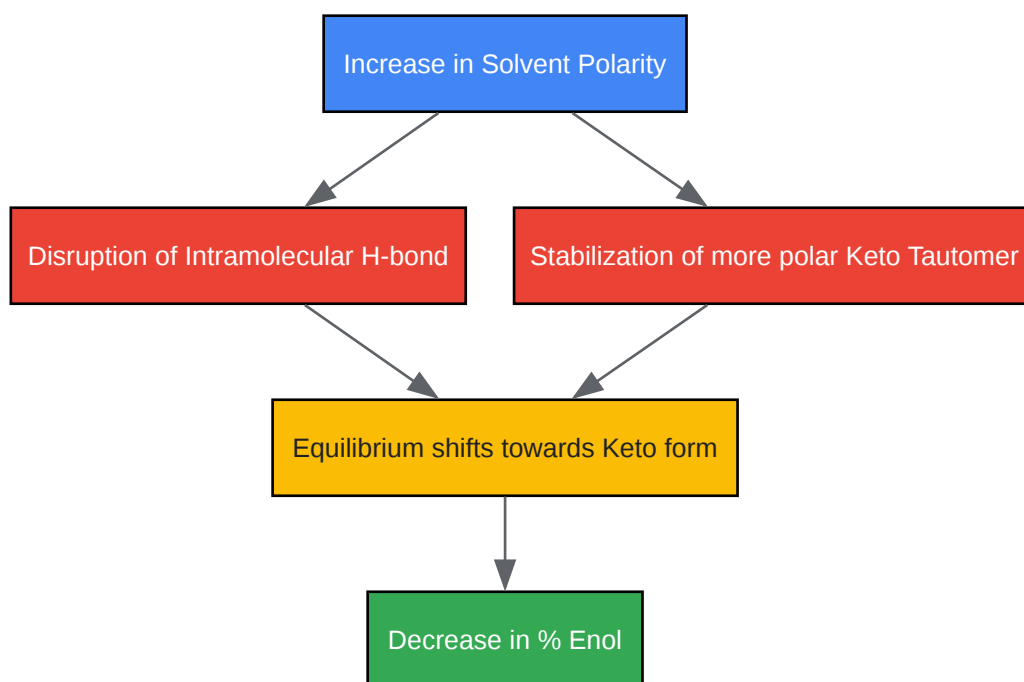 Increase in Solvent Polarity
Disruption of Intramolecular H-bond
Stabilization of more polar Keto Tautomer
Equilibrium shifts towards Keto form
Decrease in % Enol